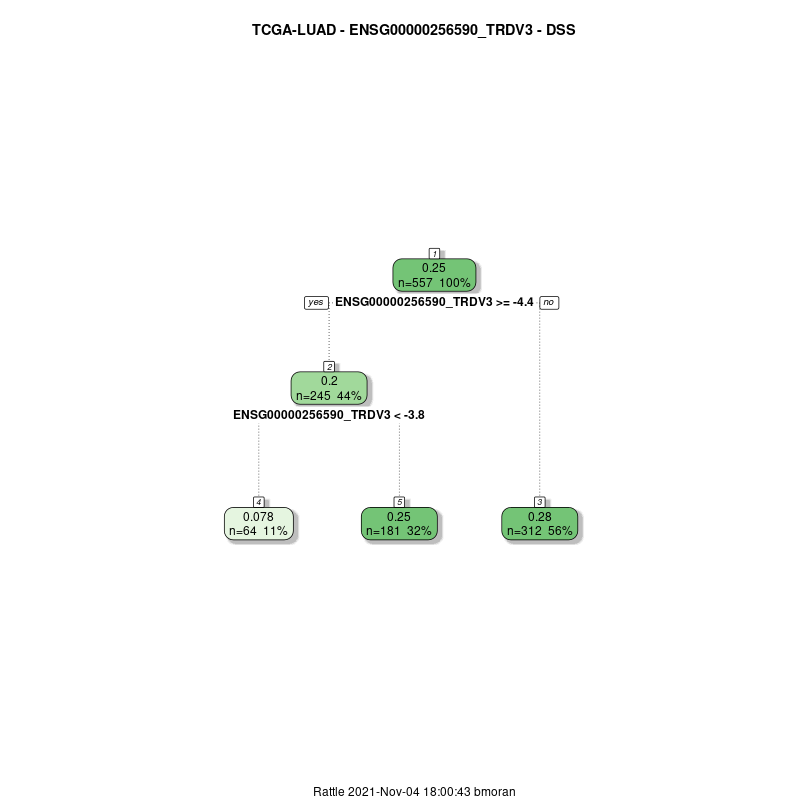 TCGA-LUAD - ENSG00000256590_TRDV3 - DSS
1
0.25
n=557 100%
yes ENSG00000256590_TRDV3 >= -4.4 no
2
0.2
n=245 44%
ENSG00000256590_TRDV3 < -3.8
4 5 3
0.078 0.25 0.28
n=64 11% n=181 32% n=312 56%
Rattle 2021-Nov-04 18:00:43 bmoran